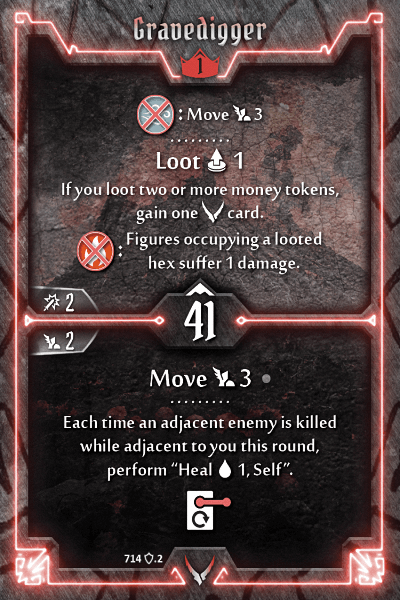 Gravedigger
1
: Move 3
Loot 1
If you loot two or more money tokens,
gain one card.
: Figures occupying a looted
hex suffer 1 damage.
2
41
2
Move 3
Each time an adjacent enemy is killed
while adjacent to you this round,
perform “Heal 1, Self”.
714 .2